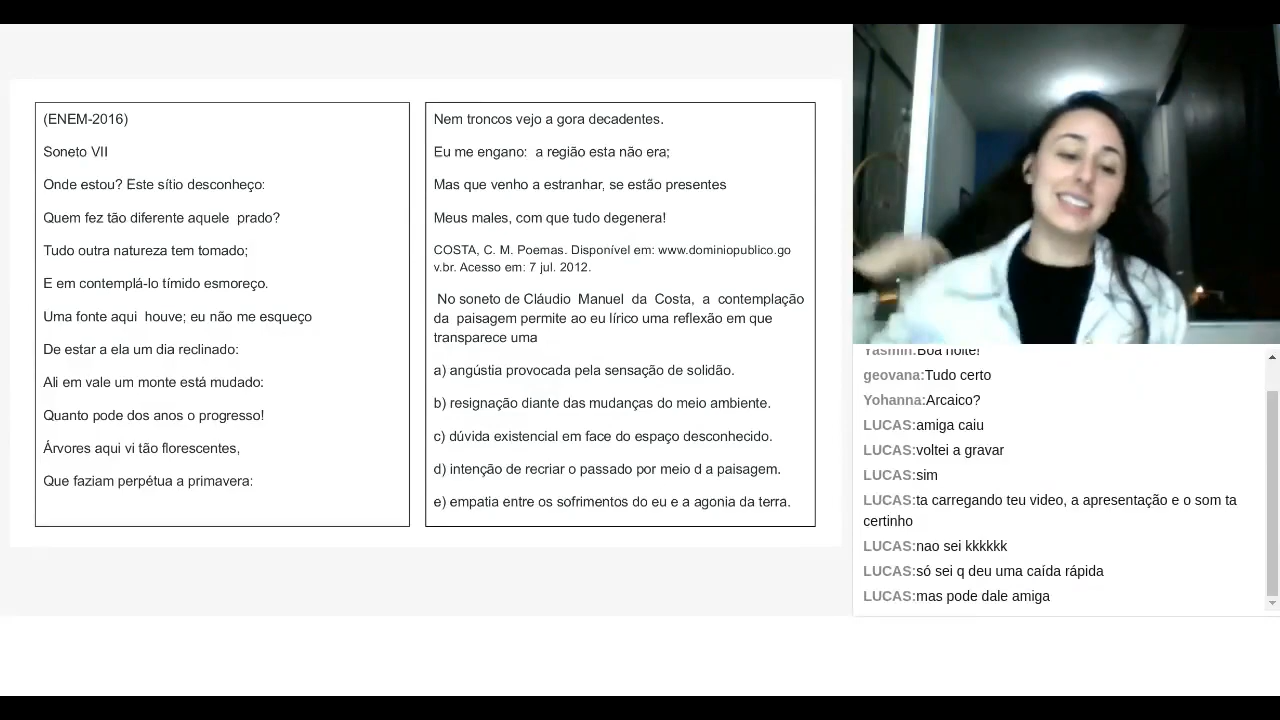 (ENEM-2016)
Soneto VII
Onde estou? Este sítio desconheço:
Quem fez tão diferente aquele  prado?
Tudo outra natureza tem tomado;
E em contemplá-lo tímido esmoreço.
Uma fonte aqui  houve; eu não me esqueço
De estar a ela um dia reclinado:
Ali em vale um monte está mudado:
Quanto pode dos anos o progresso!
Árvores aqui vi tão florescentes,
Que faziam perpétua a primavera:
Nem troncos vejo a gora decadentes.
Eu me engano:  a região esta não era;
Mas que venho a estranhar, se estão presentes
Meus males, com que tudo degenera!
COSTA, C. M. Poemas. Disponível em: www.dominiopublico.go
v.br. Acesso em: 7 jul. 2012.
No soneto de Cláudio  Manuel  da  Costa,  a  contemplação
da  paisagem permite ao eu lírico uma reflexão em que
transparece uma
a) angústia provocada pela sensação de solidão.
b) resignação diante das mudanças do meio ambiente.
c) dúvida existencial em face do espaço desconhecido.
d) intenção de recriar o passado por meio d a paisagem.
e) empatia entre os sofrimentos do eu e a agonia da terra.
Yasmin:Boa noite!
geovana:Tudo certo
Yohanna:Arcaico?
LUCAS:amiga caiu
LUCAS:voltei a gravar
LUCAS:sim
LUCAS:ta carregando teu video, a apresentação e o som ta
certinho
LUCAS:nao sei kkkkkk
LUCAS:só sei q deu uma caída rápida
LUCAS:mas pode dale amiga